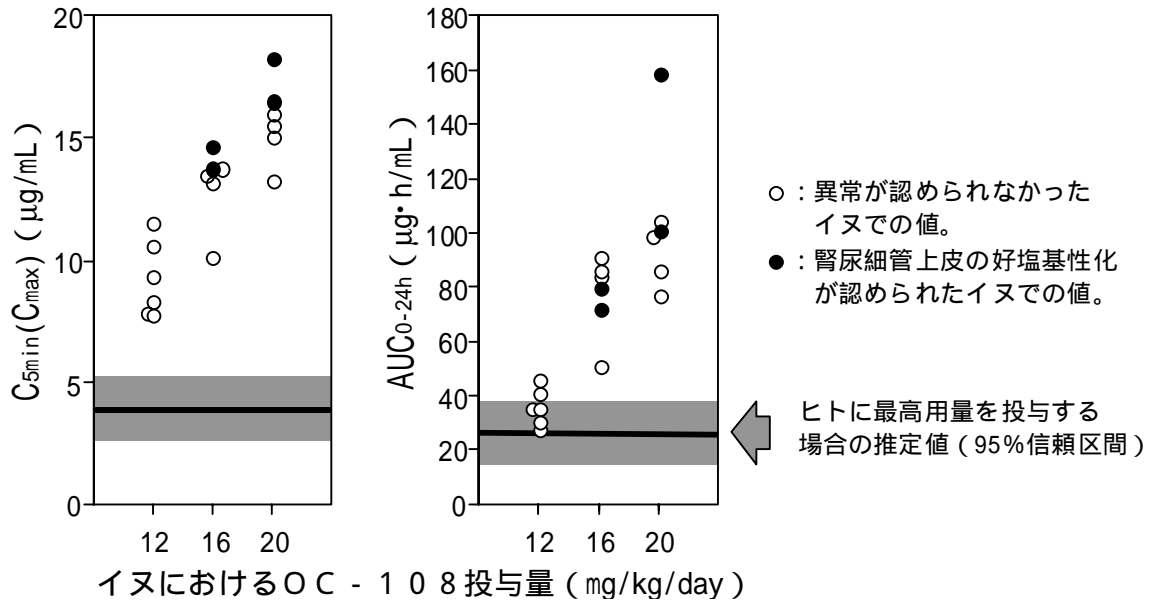 C5min(Cmax) (μg/mL)
20
15
10
5
0
12 16 20
AUC0-24h (μg・h/mL)
180
160
140
120
100
80
60
40
20
0
12 16 20
イヌにおけるOC-108投与量(mg/kg/day)
○:異常が認められなかった
イヌでの値。
●:腎尿細管上皮の好塩基性化
が認められたイヌでの値。
ヒトに最高用量を投与する
場合の推定値(95%信頼区間)